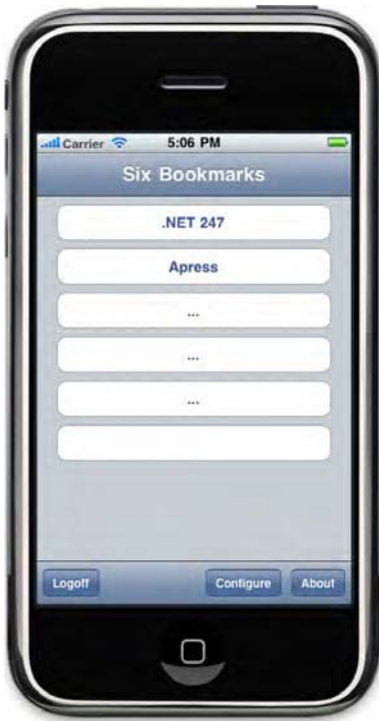 Carrier 5:06 PM
Six Bookmarks
.NET 247
Apress
...
...
...
Logoff Configure About